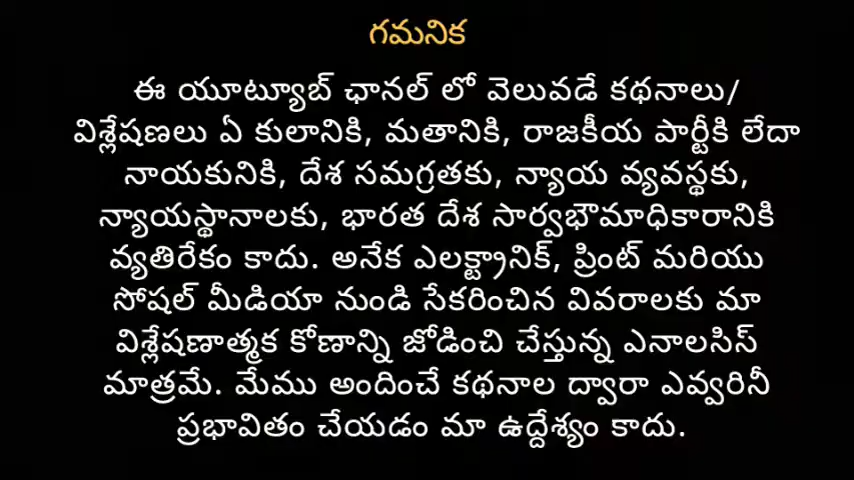 గమనిక
ఈ యూట్యూబ్ ఛానల్ లో వెలువడే కథనాలు/
విశ్లేషణలు ఏ కులానికి, మతానికి, రాజకీయ పార్టీకి లేదా
నాయకునికి, దేశ సమగ్రతకు, న్యాయ వ్యవస్థకు,
న్యాయస్థానాలకు, భారత దేశ సార్వభౌమాధికారానికి
వ్యతిరేకం కాదు. అనేక ఎలక్ట్రానిక్, ప్రింట్ మరియు
సోషల్ మీడియా నుండి సేకరించిన వివరాలకు మా
విశ్లేషణాత్మక కోణాన్ని జోడించి చేస్తున్న ఎనాలసిస్
మాత్రమే. మేము అందించే కథనాల ద్వారా ఎవ్వరినీ
ప్రభావితం చేయడం మా ఉద్దేశ్యం కాదు.